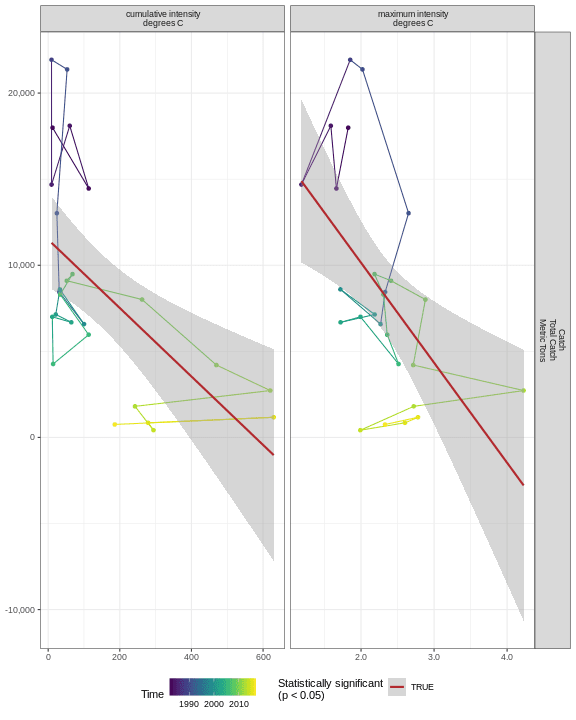 cumulative intensity
degrees C
maximum intensity
degrees C
20,000
10,000
0
-10,000
Catch
Total Catch
Metric Tons
0
200
400
600
2.0
3.0
4.0
Time
1990 2000 2010
Statistically significant
(p < 0.05)
TRUE